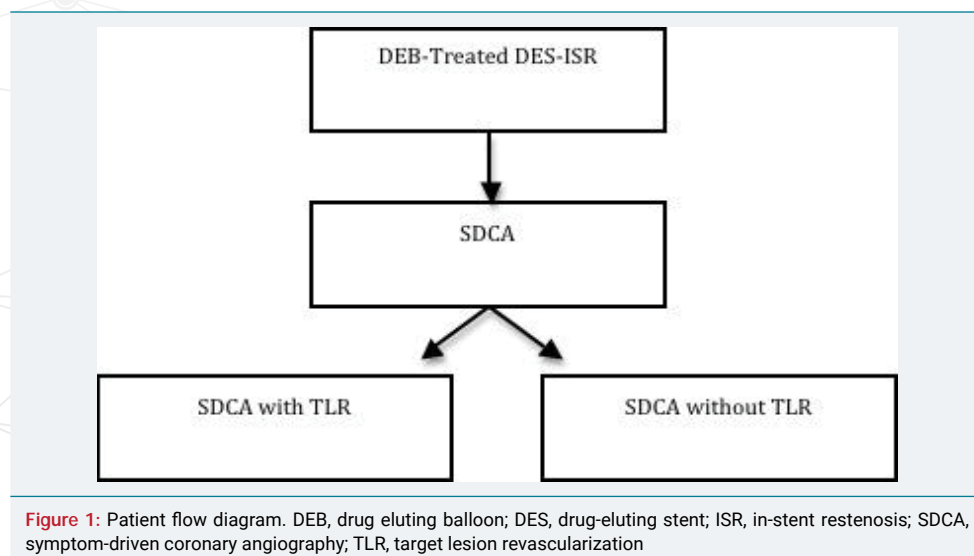 DEB-Treated DES-ISR
SDCA
SDCA with TLR
SDCA without TLR
Figure 1: Patient flow diagram. DEB, drug eluting balloon; DES, drug-eluting stent; ISR, in-stent restenosis; SDCA,
symptom-driven coronary angiography; TLR, target lesion revascularization